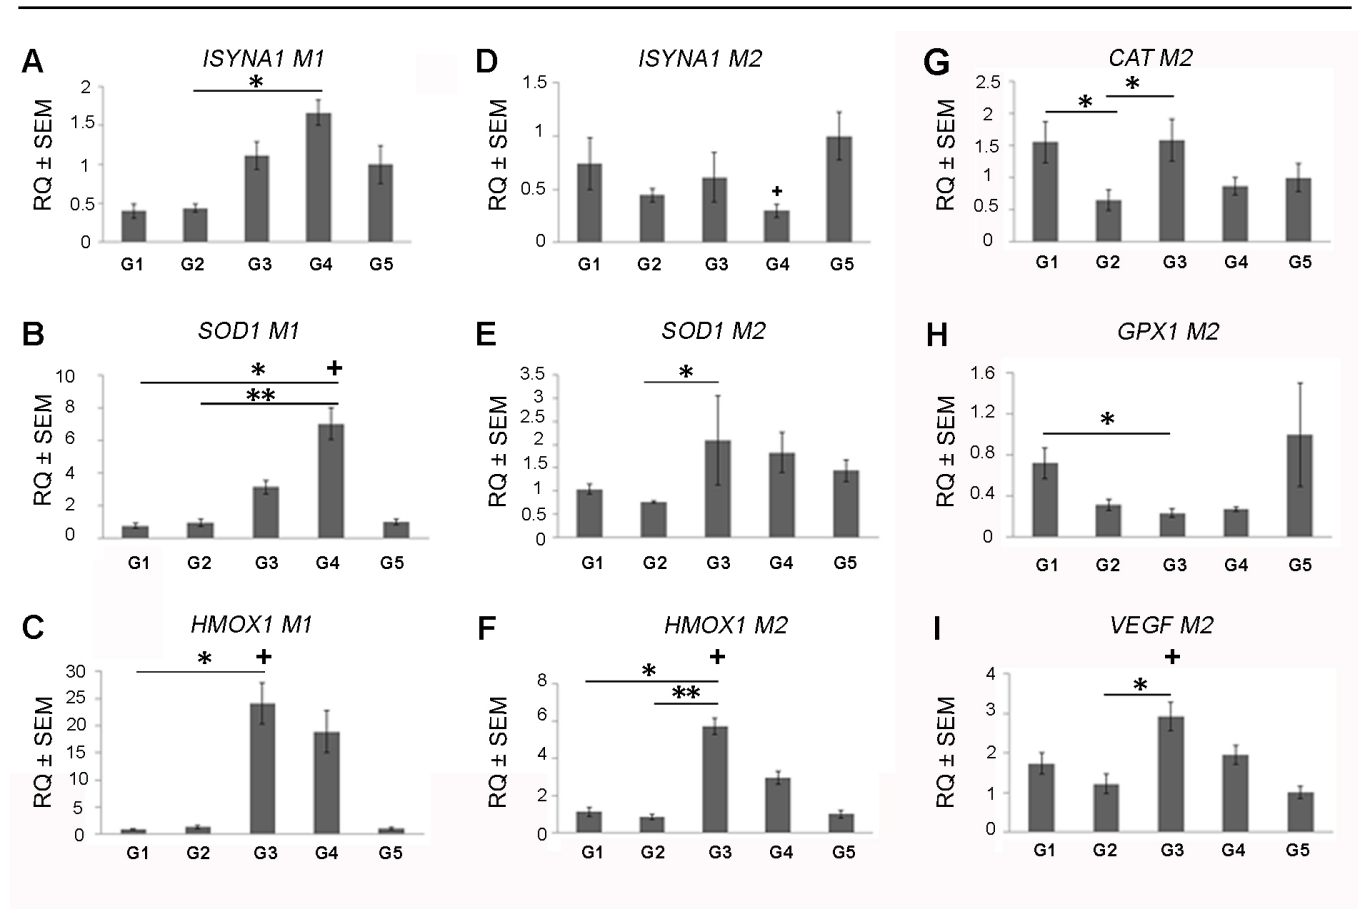 A
ISYNA1 M1
*
RQ ± SEM
2
1.5
1
0.5
0
G1 G2 G3 G4 G5
B
SOD1 M1
* +
**
RQ ± SEM
10
8
6
4
2
0
G1 G2 G3 G4 G5
C
HMOX1 M1
* +
RQ ± SEM
30
25
20
15
10
5
0
G1 G2 G3 G4 G5
D
ISYNA1 M2
RQ ± SEM
1.5
1
0.5
0
+
G1 G2 G3 G4 G5
E
SOD1 M2
*
RQ ± SEM
3.5
3
2.5
2
1.5
1
0.5
0
G1 G2 G3 G4 G5
F
HMOX1 M2
* +
**
RQ ± SEM
8
6
4
2
0
G1 G2 G3 G4 G5
G
CAT M2
* *
RQ ± SEM
2.5
2
1.5
1
0.5
0
G1 G2 G3 G4 G5
H
GPX1 M2
*
RQ ± SEM
1.6
1.2
0.8
0.4
0
G1 G2 G3 G4 G5
I
VEGF M2
+
*
RQ ± SEM
4
3
2
1
0
G1 G2 G3 G4 G5